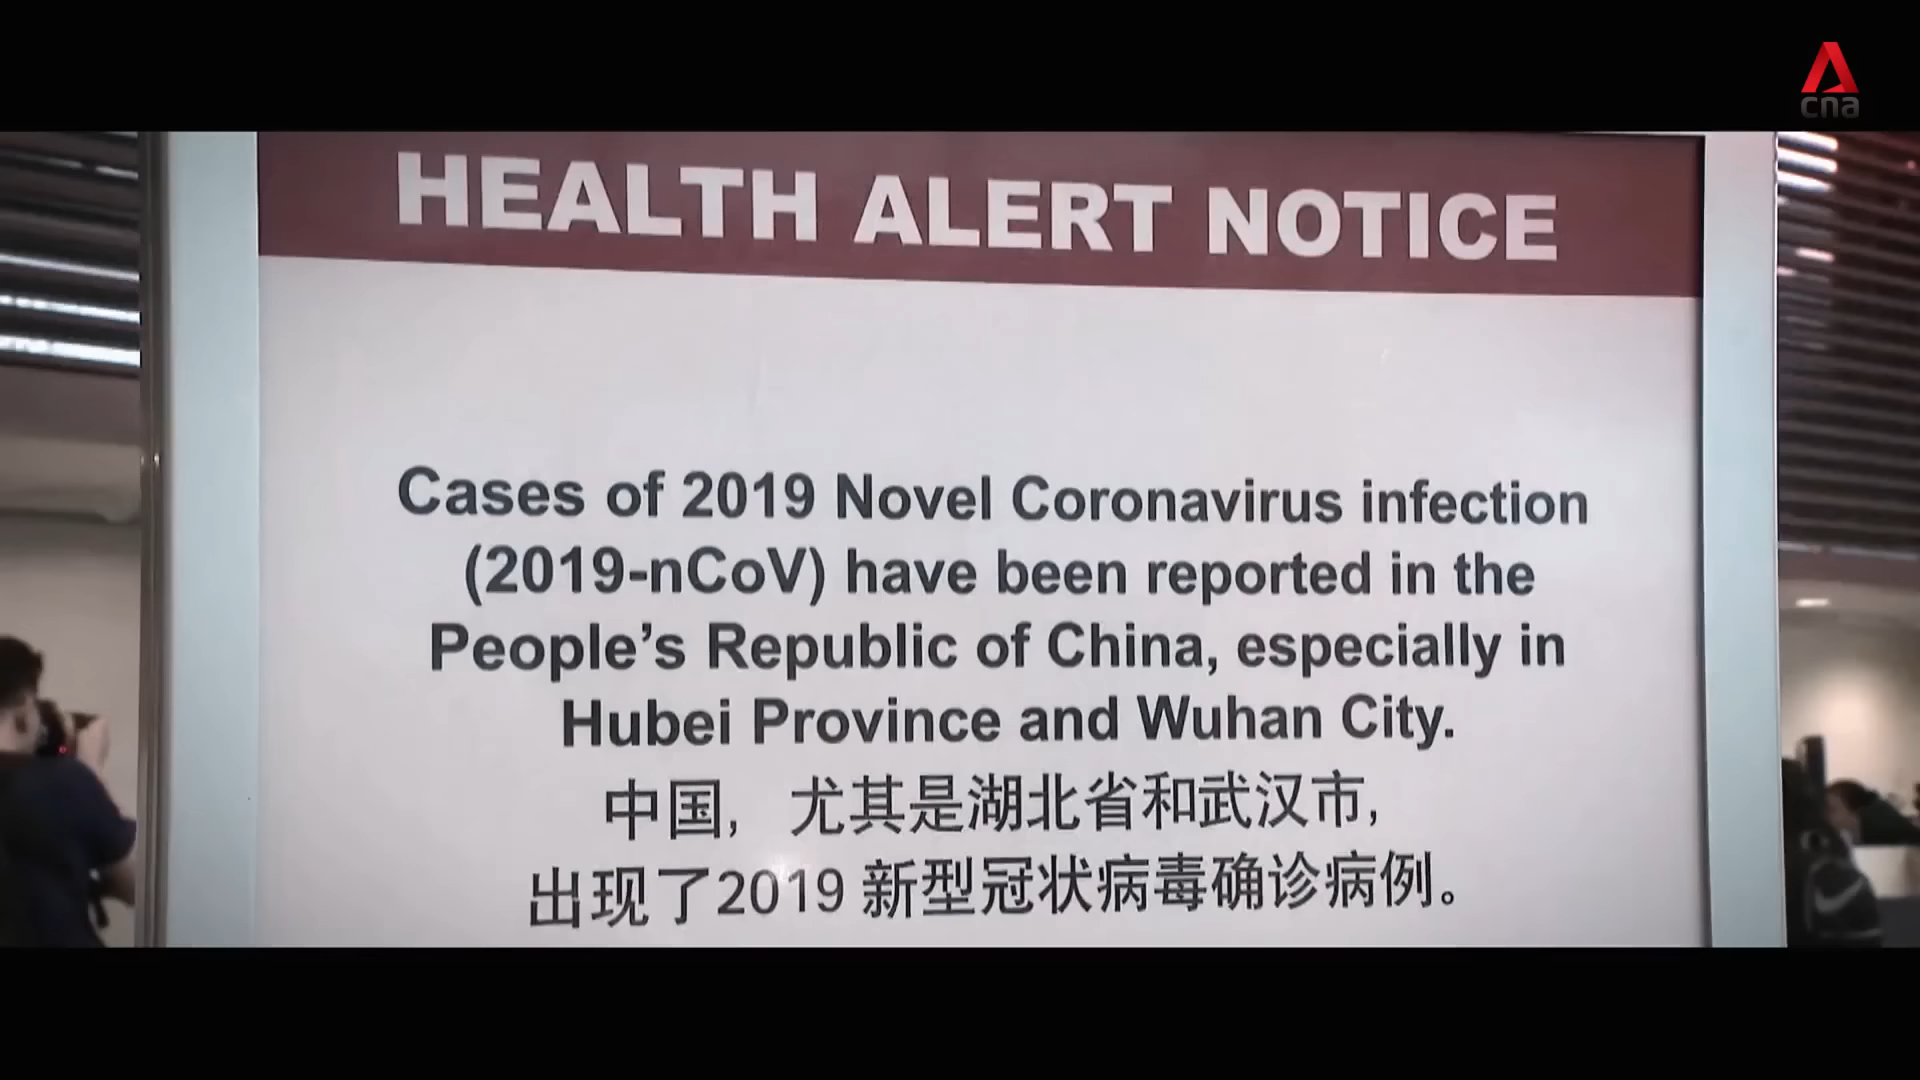 cna
HEALTH ALERT NOTICE
Cases of 2019 Novel Coronavirus infection
(2019-nCoV) have been reported in the
People’s Republic of China, especially in
Hubei Province and Wuhan City.
中国，尤其是湖北省和武汉市，
出现了2019 新型冠状病毒确诊病例。